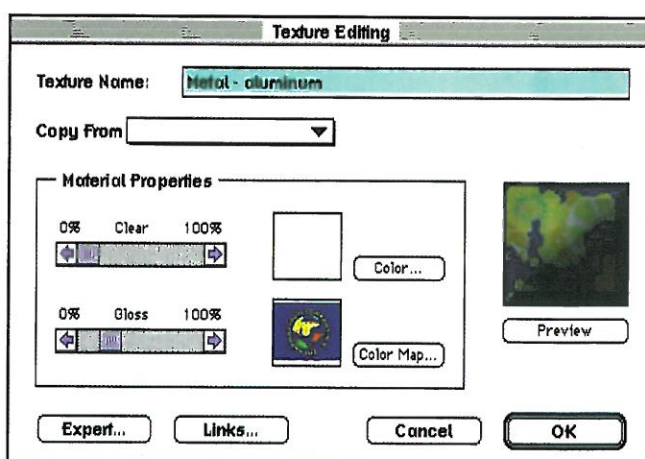 Texture Editing
Texture Name: Metal - aluminum
Copy From
Material Properties
0% Clear 100%
Color...
0% Gloss 100%
Color Map...
Preview
Expert... Links... Cancel OK